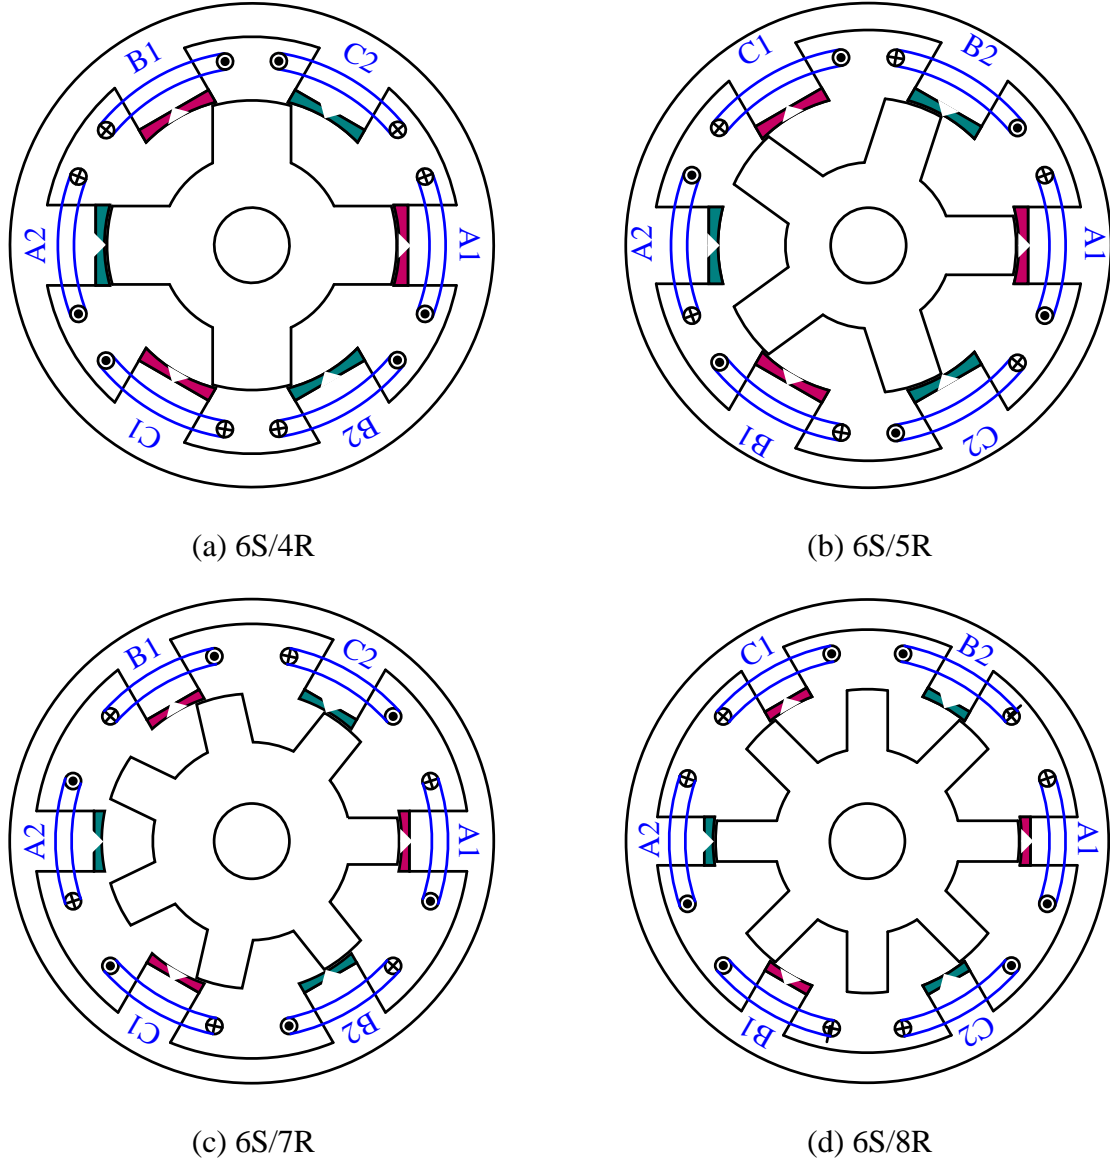 B1 C2
A2 A1
C1 B2
(a) 6S/4R
C1 B2
A2 A1
B1 C2
(b) 6S/5R
B1 C2
A2 A1
C1 B2
(c) 6S/7R
C1 B2
A2 A1
B1 C2
(d) 6S/8R